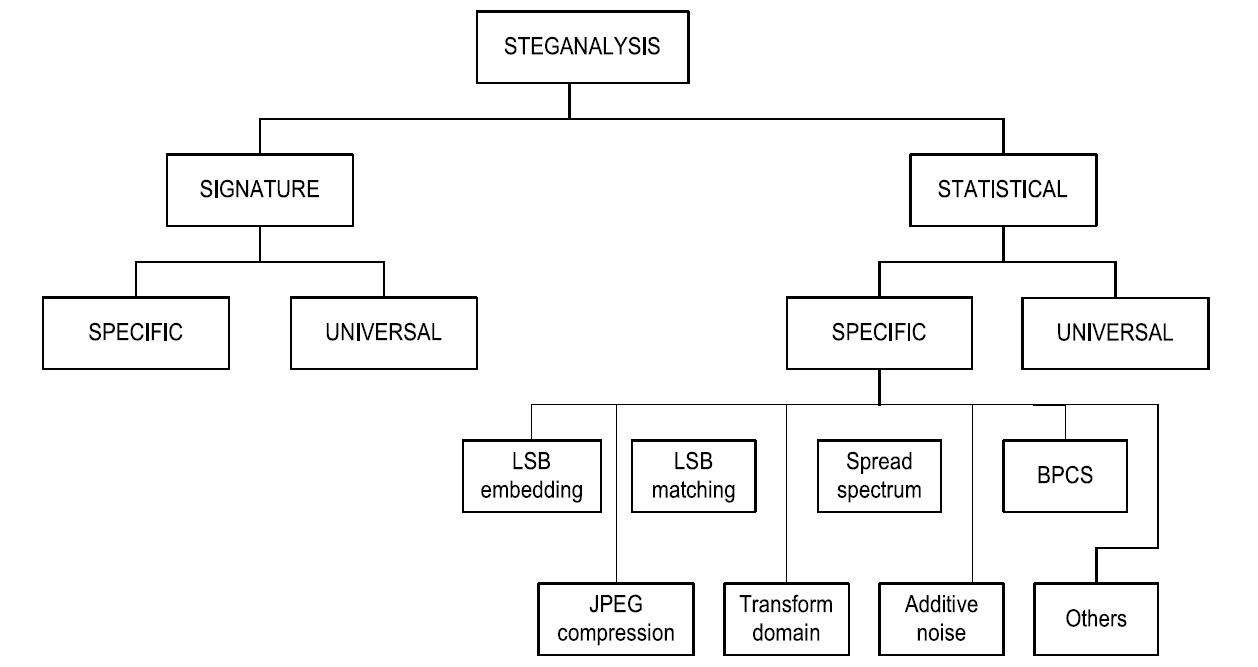 STEGANALYSIS
SIGNATURE
STATISTICAL
SPECIFIC
UNIVERSAL
SPECIFIC
UNIVERSAL
LSB
embedding
LSB
matching
Spread
spectrum
BPCS
JPEG
compression
Transform
domain
Additive
noise
Others